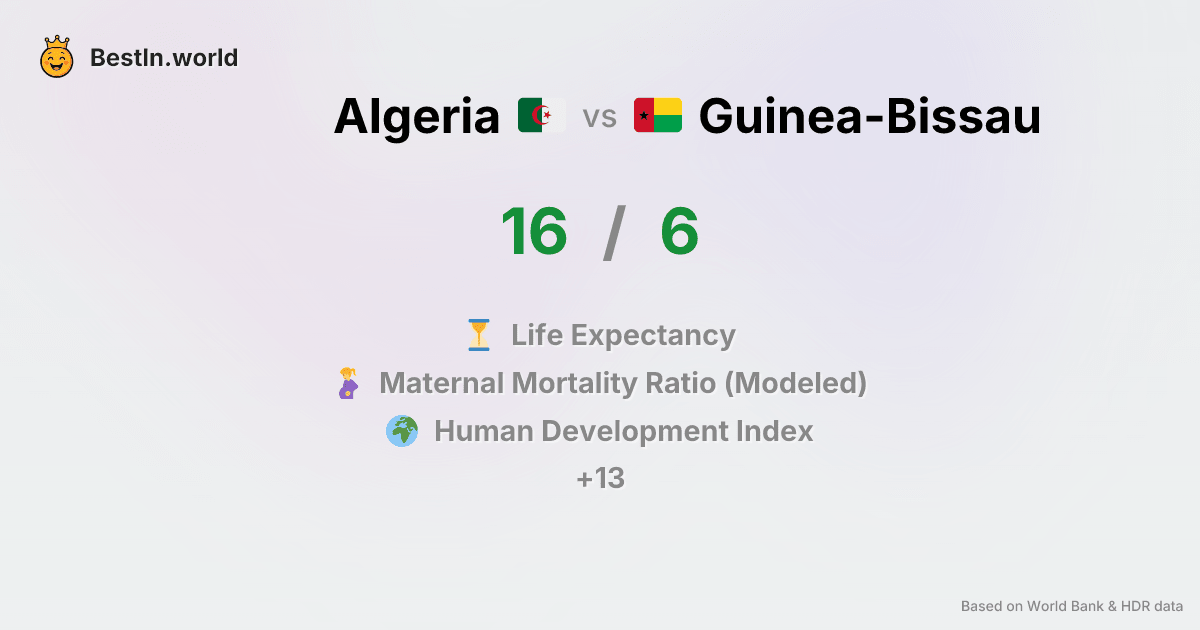 BestIn.world
Algeria vs Guinea-Bissau
16 / 6
Life Expectancy
Maternal Mortality Ratio (Modeled)
Human Development Index
+13
Based on World Bank & HDR data